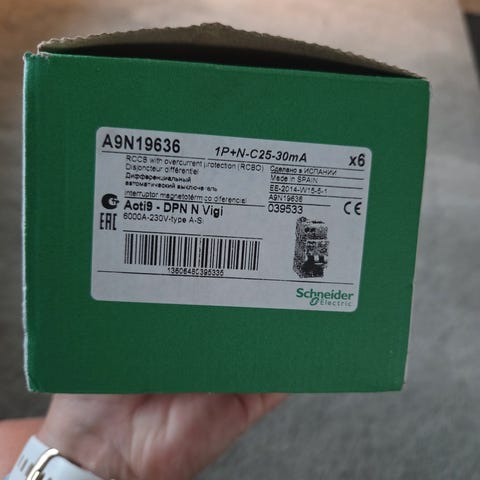 A9N19636
1P+N-C25-30mA
x6
RCCB with overcurrent protection (RCBO)
Disjoncteur différentiel
Дифференциальный
автоматический выключатель
interruptor magnetotérmico diferencial
Сделано в ИСПАНИИ
Made in SPAIN
EE-2014-W15-5-1
A9N19636
039533
CE
EAC
Acti9 - DPN N Vigi
6000A-230V-type A-Si
13606480395335
Schneider
Electric